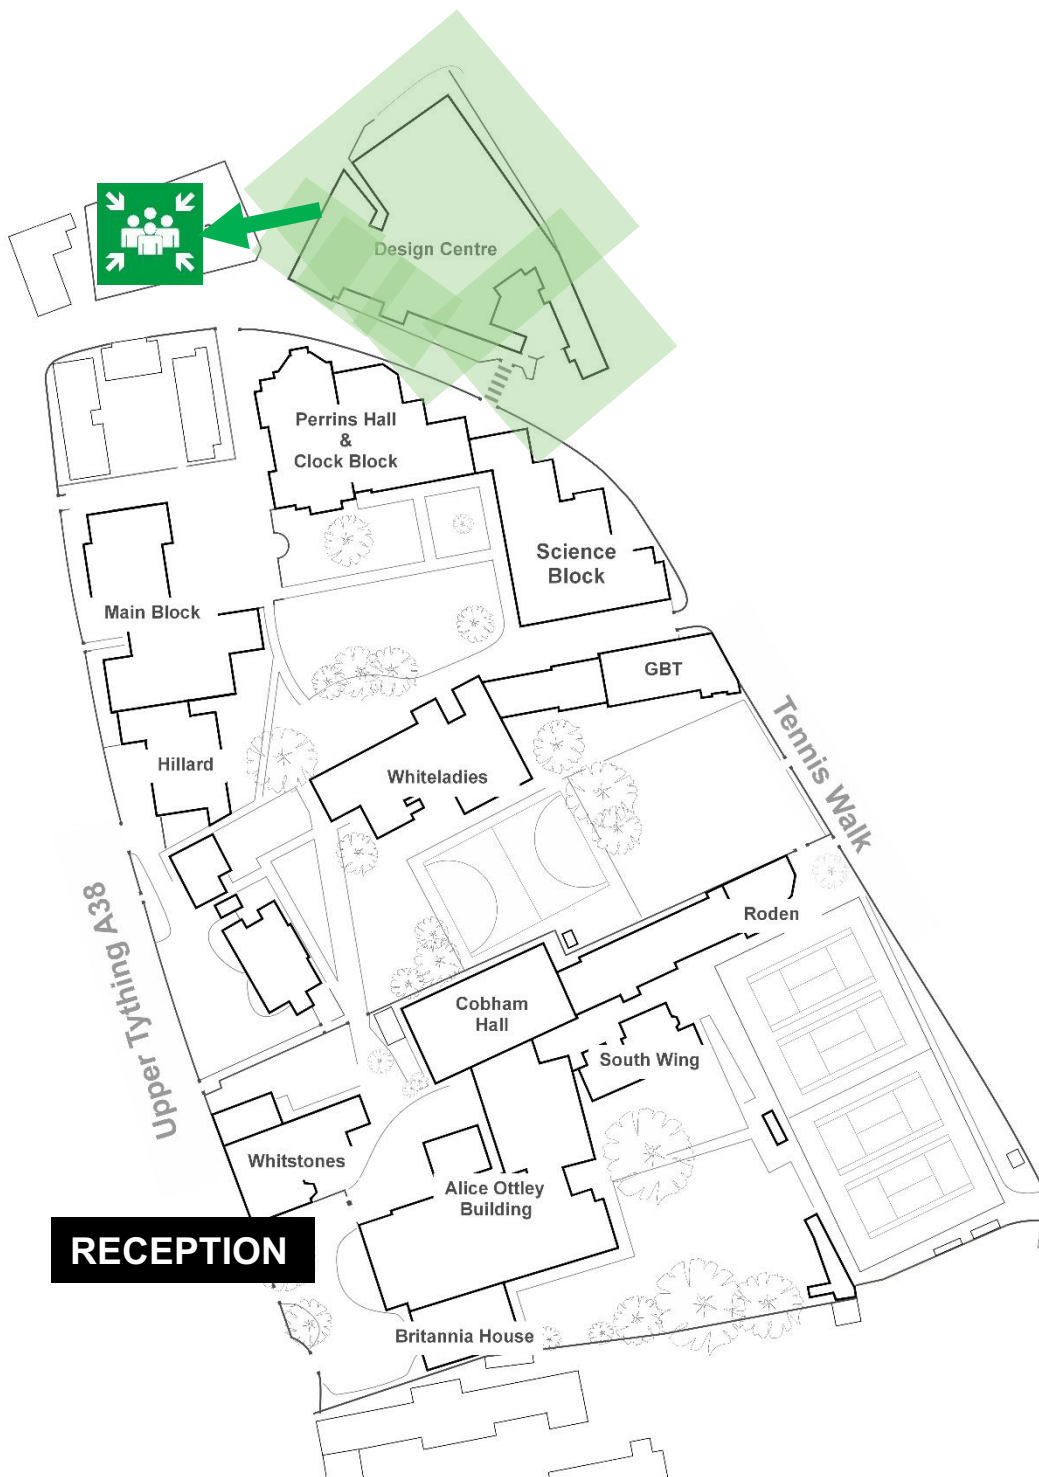 Design Centre
Perrins Hall
&
Clock Block
Science
Block
Main Block
GBT
Hillard
Whiteladies
Tennis Walk
Upper Tything A38
Roden
Cobham
Hall
South Wing
Whitstones
Alice Ottley
Building
RECEPTION
Britannia House